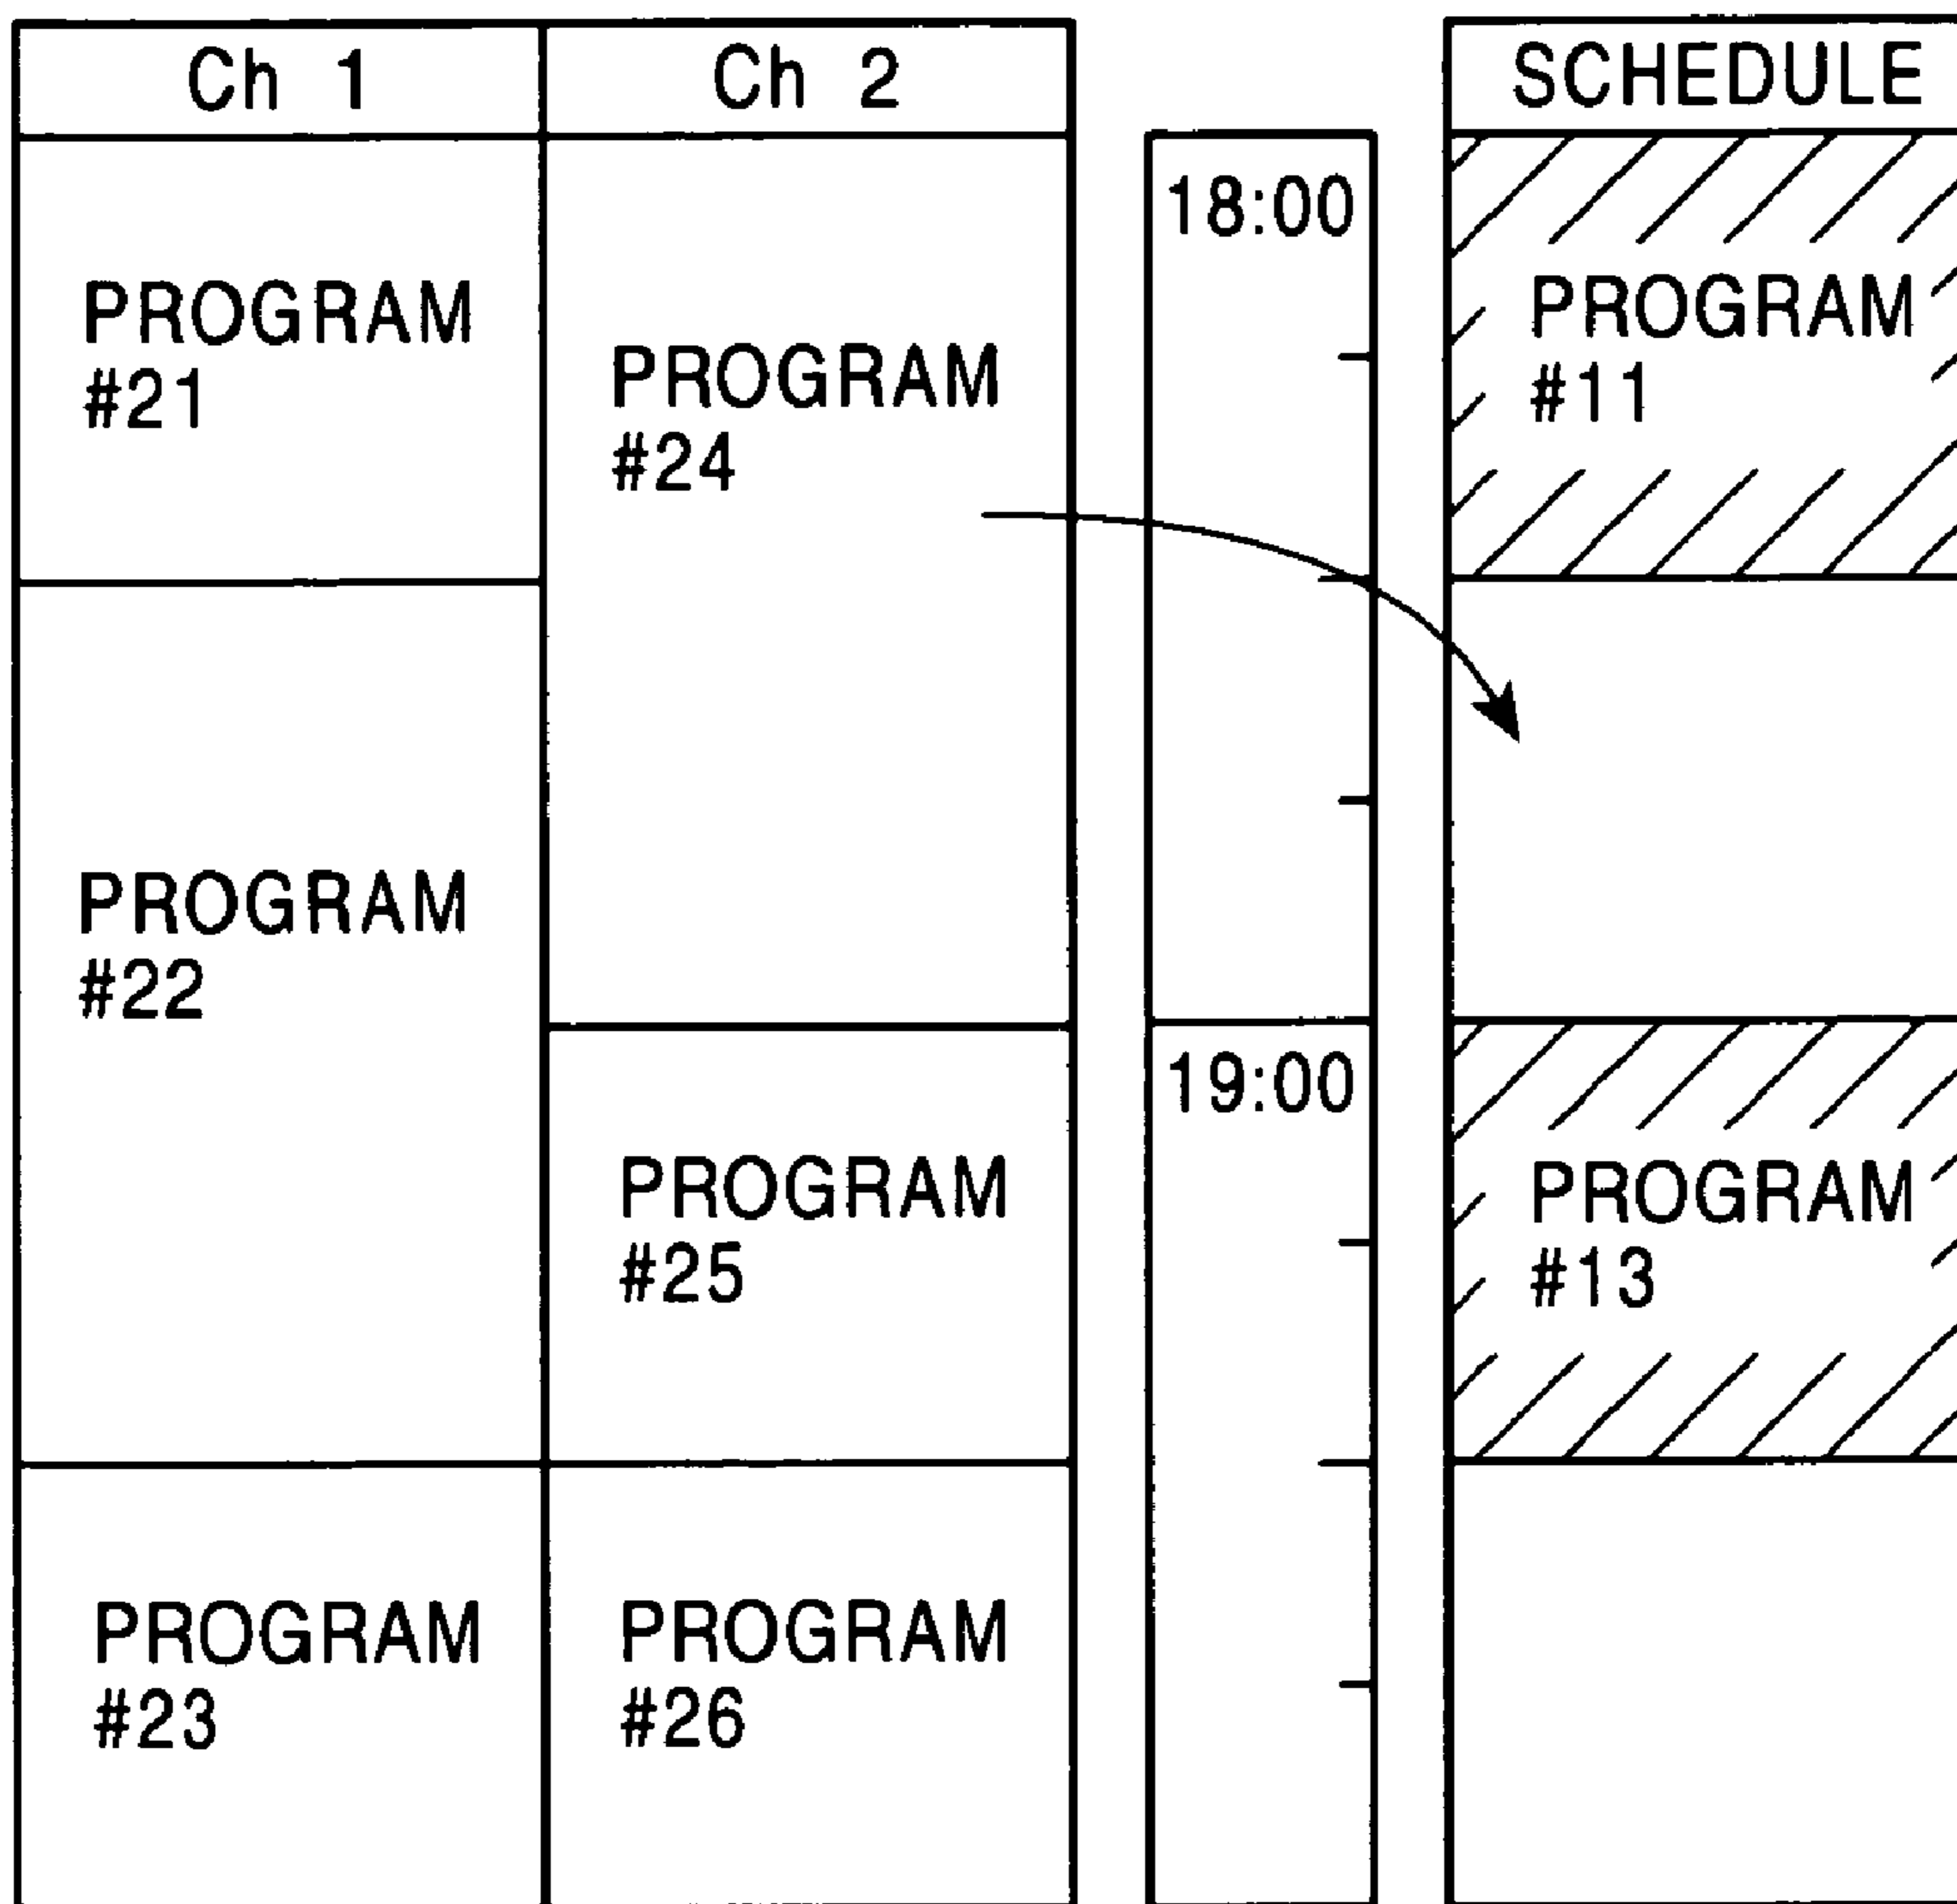 Ch 1
Ch 2
SCHEDULE
PROGRAM
#21
PROGRAM
#22
PROGRAM
#23
PROGRAM
#24
PROGRAM
#25
PROGRAM
#26
18:00
19:00
PROGRAM
#11
PROGRAM
#13